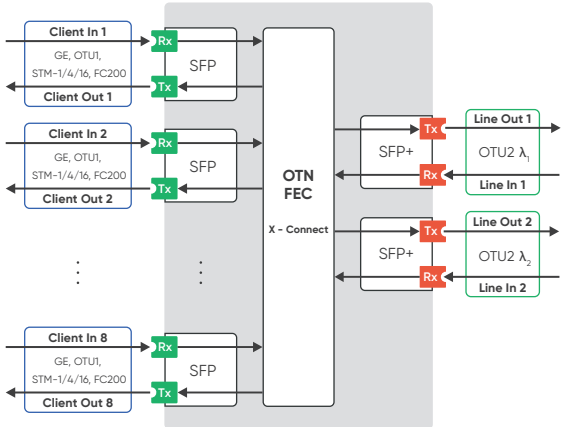 Client In 1
GE, OTU1,
STM-1/4/16, FC200
Client Out 1
Rx
SFP
Tx
Client In 2
GE, OTU1,
STM-1/4/16, FC200
Client Out 2
Rx
SFP
Tx
Client In 8
GE, OTU1,
STM-1/4/16, FC200
Client Out 8
Rx
SFP
Tx
OTN
FEC
X - Connect
SFP+
Tx
Rx
Line Out 1
OTU2 λ1
Line In 1
SFP+
Tx
Rx
Line Out 2
OTU2 λ2
Line In 2